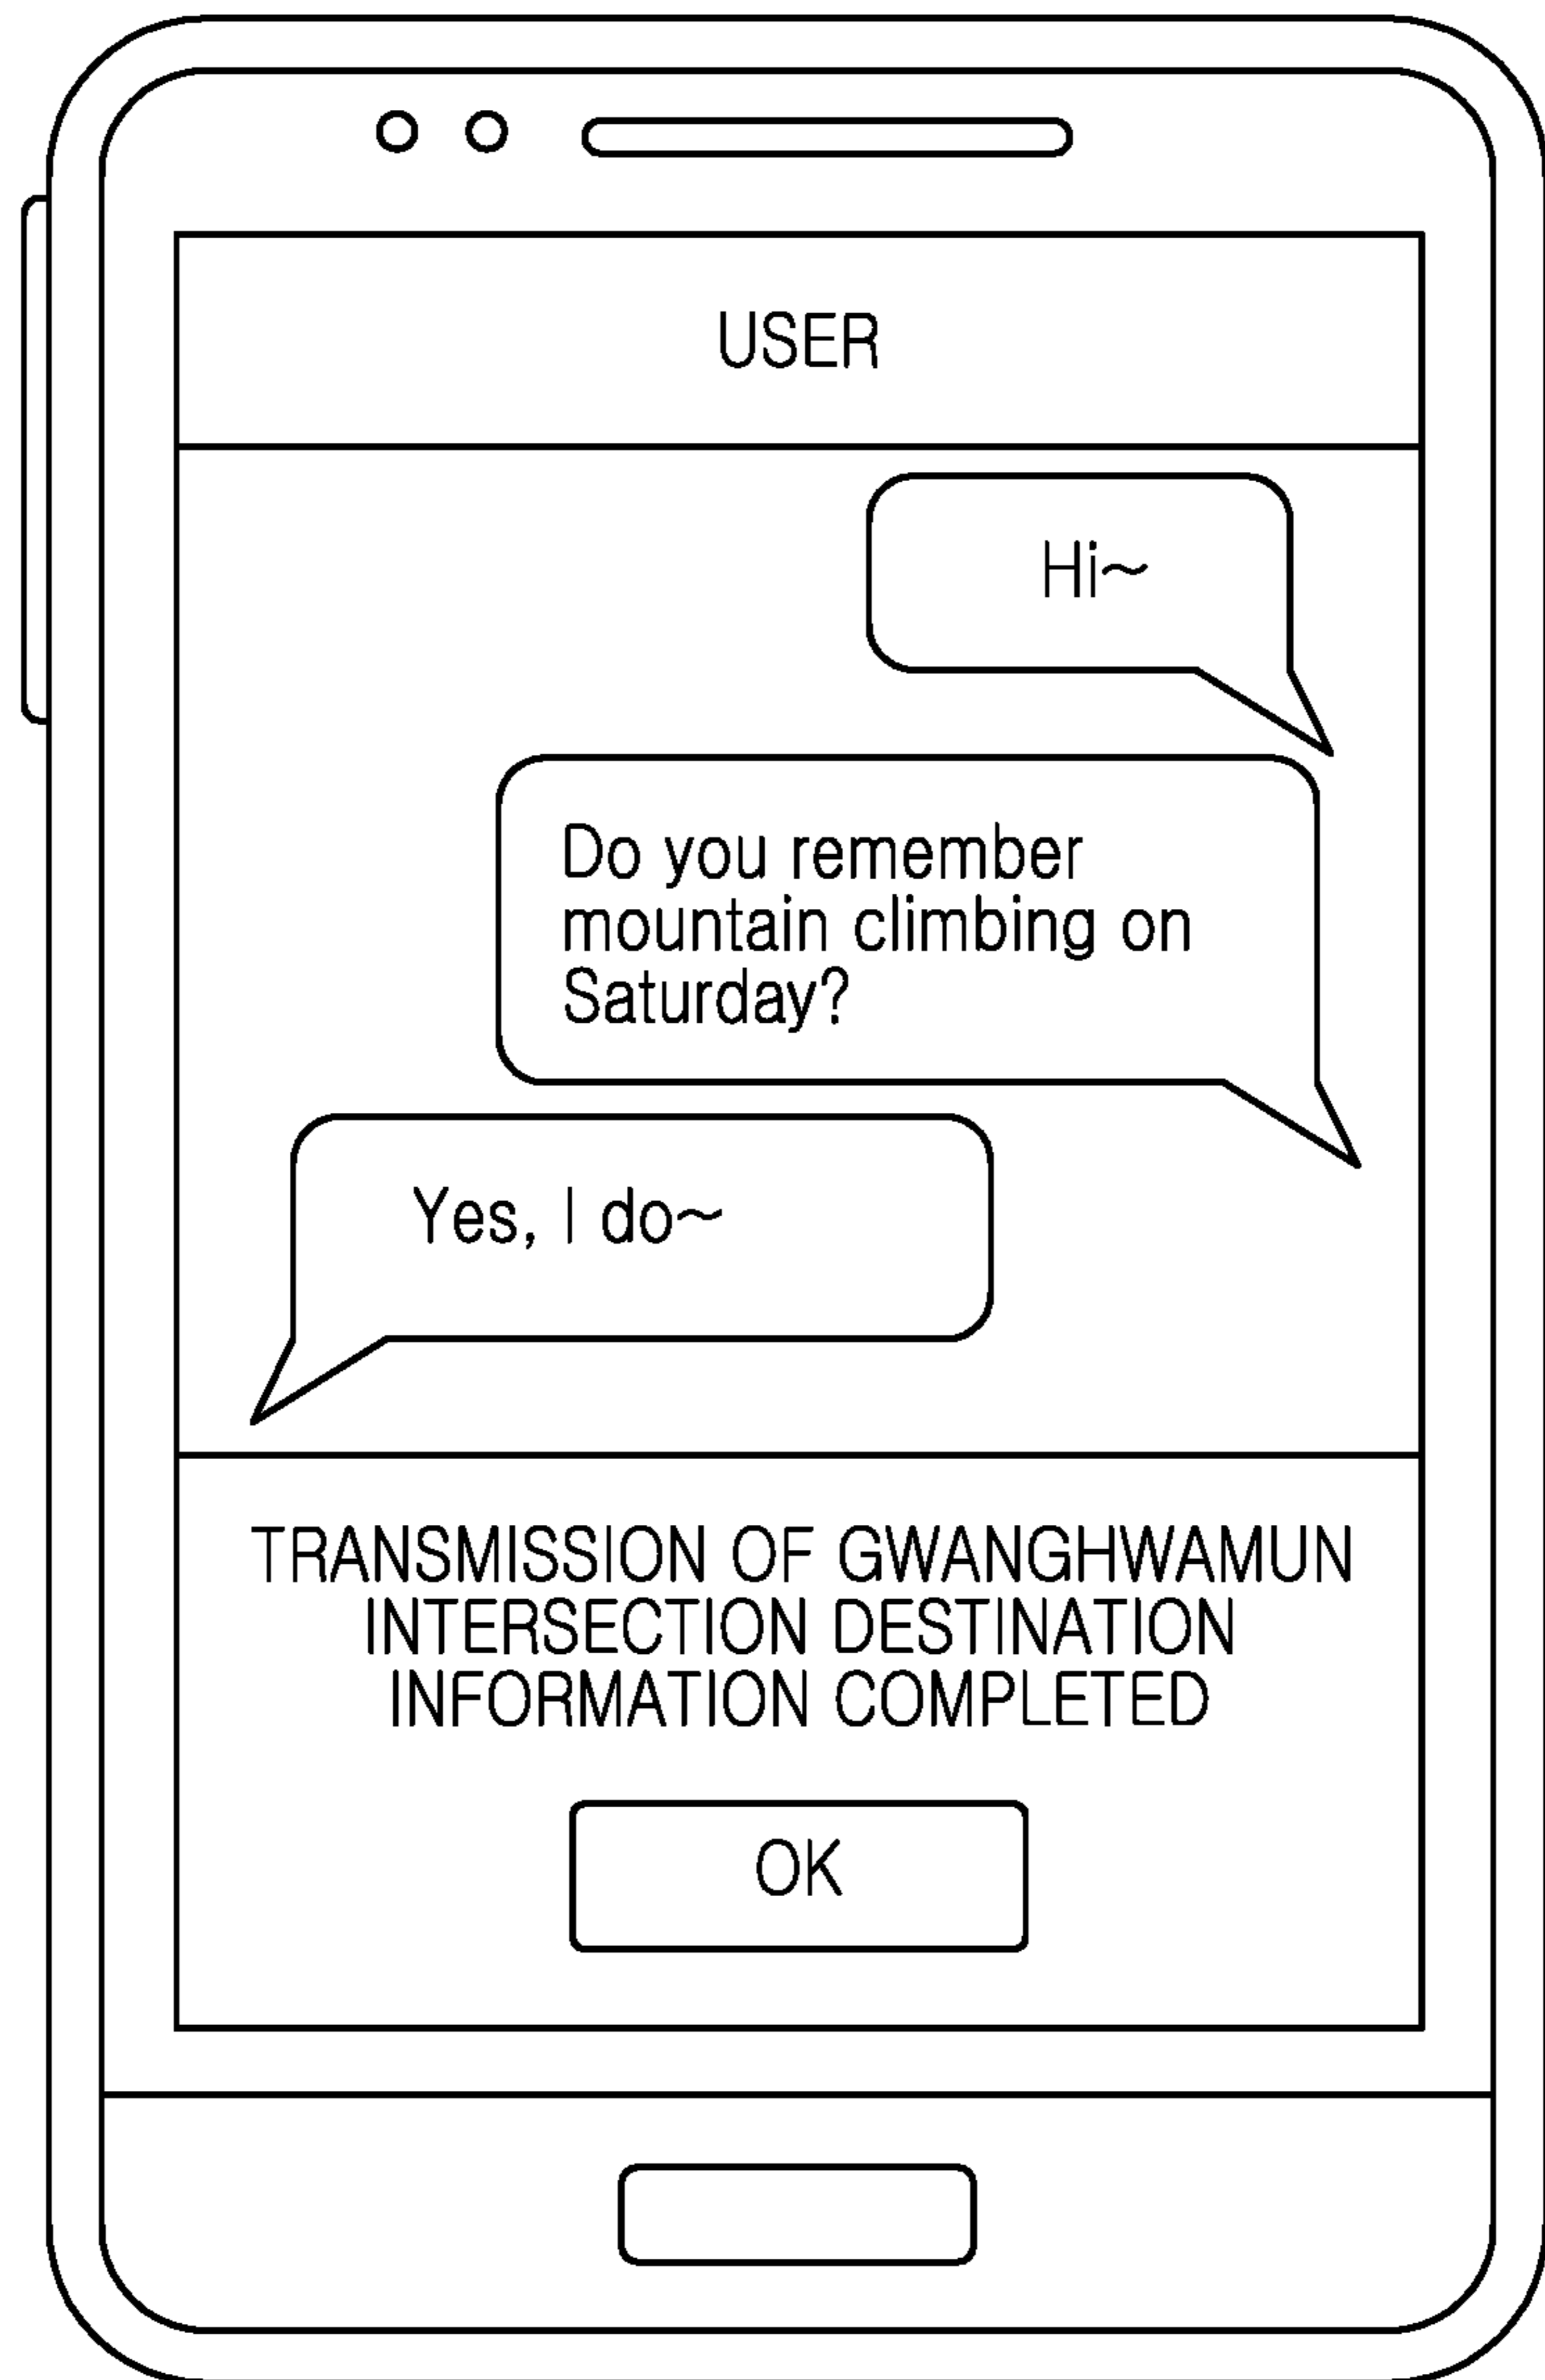 USER
Hi~
Do you remember
mountain climbing on
Saturday?
Yes, I do~
TRANSMISSION OF GWANGHWAMUN
INTERSECTION DESTINATION
INFORMATION COMPLETED
OK